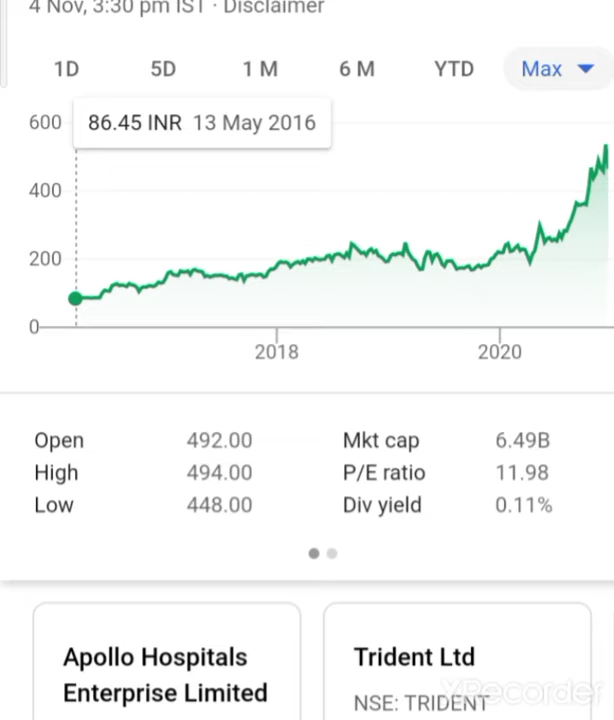 4 Nov, 3:30 pm IST · Disclaimer
1D 5D 1 M 6 M YTD Max
86.45 INR 13 May 2016
600
400
200
0
2018 2020
Open 492.00 Mkt cap 6.49B
High 494.00 P/E ratio 11.98
Low 448.00 Div yield 0.11%
Apollo Hospitals
Enterprise Limited
Trident Ltd
NSE: TRIDENT
XRecorder